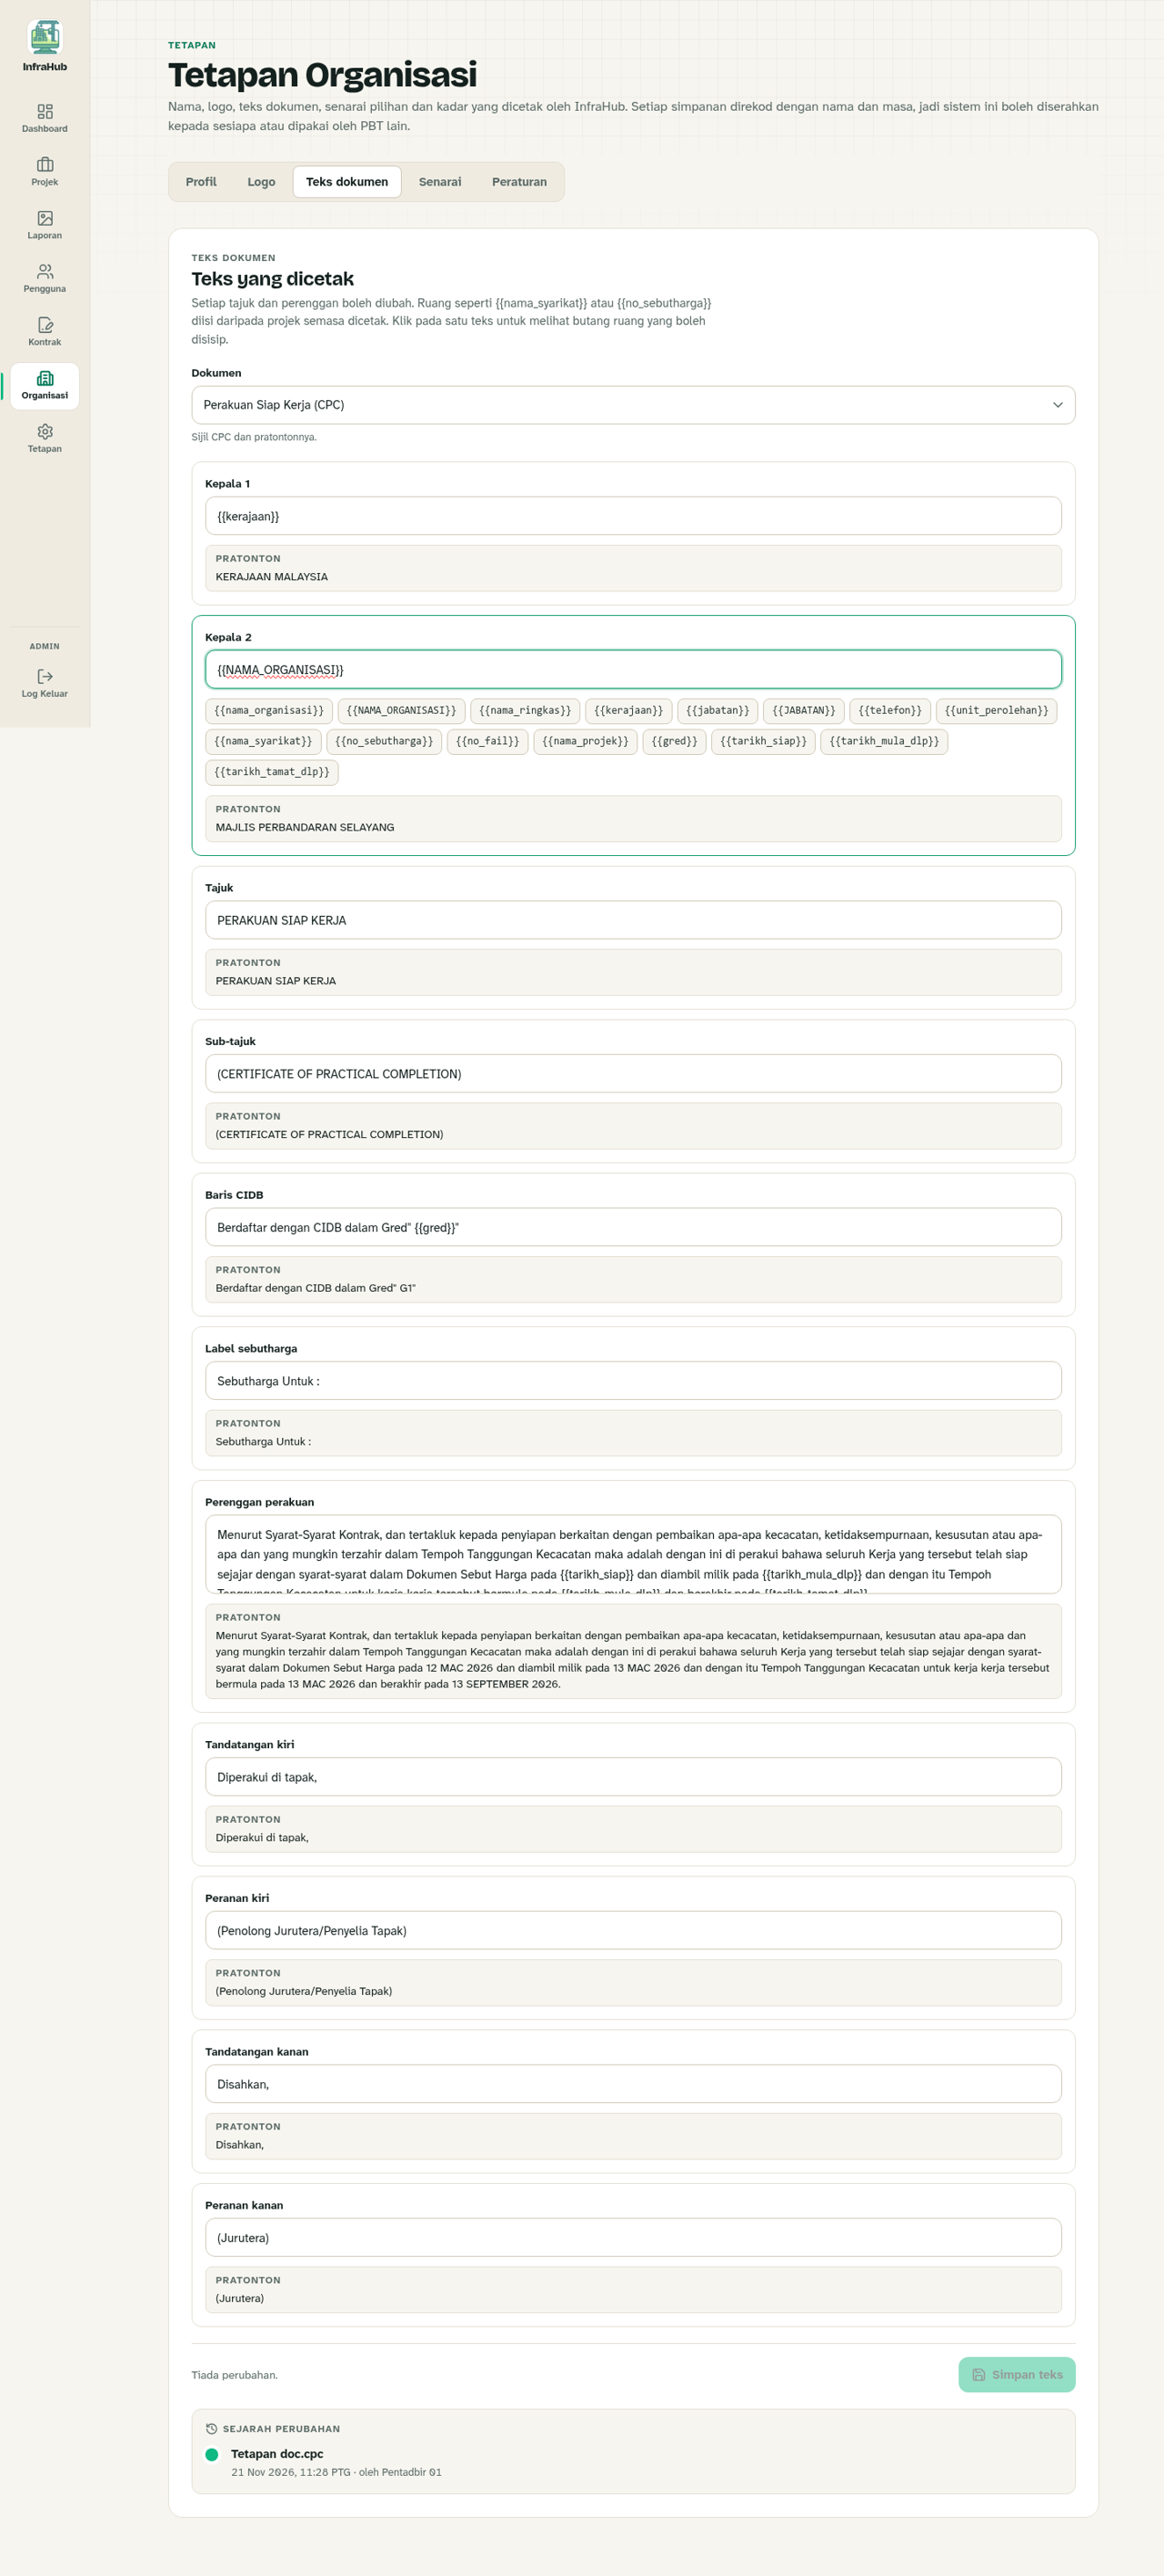 InfraHub
Dashboard
Projek
Laporan
Pengguna
Kontrak
Organisasi
Tetapan
ADMIN
Log Keluar
TETAPAN
Tetapan Organisasi
Nama, logo, teks dokumen, senarai pilihan dan kadar yang dicetak oleh InfraHub. Setiap simpanan direkod dengan nama dan masa, jadi sistem ini boleh diserahkan
kepada sesiapa atau dipakai oleh PBT lain.
Profil
Logo
Teks dokumen
Senarai
Peraturan
TEKS DOKUMEN
Teks yang dicetak
Setiap tajuk dan perenggan boleh diubah. Ruang seperti {{nama_syarikat}} atau {{no_sebutharga}}
diisi daripada projek semasa dicetak. Klik pada satu teks untuk melihat butang ruang yang boleh
disisip.
Dokumen
Perakuan Siap Kerja (CPC)
Sijil CPC dan pratontonnya.
Kepala 1
{{kerajaan}}
PRATONTON
KERAJAAN MALAYSIA
Kepala 2
{{NAMA_ORGANISASI}}
{{nama_organisasi}} {{NAMA_ORGANISASI}} {{nama_ringkas}} {{kerajaan}} {{jabatan}} {{JABATAN}} {{telefon}} {{unit_perolehan}}
{{nama_syarikat}} {{no_sebutharga}} {{no_fail}} {{nama_projek}} {{gred}} {{tarikh_siap}} {{tarikh_mula_dlp}}
{{tarikh_tamat_dlp}}
PRATONTON
MAJLIS PERBANDARAN SELAYANG
Tajuk
PERAKUAN SIAP KERJA
PRATONTON
PERAKUAN SIAP KERJA
Sub-tajuk
(CERTIFICATE OF PRACTICAL COMPLETION)
PRATONTON
(CERTIFICATE OF PRACTICAL COMPLETION)
Baris CIDB
Berdaftar dengan CIDB dalam Gred" {{gred}}"
PRATONTON
Berdaftar dengan CIDB dalam Gred" G1"
Label sebutharga
Sebutharga Untuk :
PRATONTON
Sebutharga Untuk :
Perenggan perakuan
Menurut Syarat-Syarat Kontrak, dan tertakluk kepada penyiapan berkaitan dengan pembaikan apa-apa kecacatan, ketidaksempurnaan, kesusutan atau apa-
apa dan yang mungkin terzahir dalam Tempoh Tanggungan Kecacatan maka adalah dengan ini di perakui bahawa seluruh Kerja yang tersebut telah siap
sejajar dengan syarat-syarat dalam Dokumen Sebut Harga pada {{tarikh_siap}} dan diambil milik pada {{tarikh_mula_dlp}} dan dengan itu Tempoh
Tanggungan Kecacatan untuk kerja kerja tersebut bermula pada {{tarikh_mula_dlp}} dan berakhir pada {{tarikh_tamat_dlp}}.
PRATONTON
Menurut Syarat-Syarat Kontrak, dan tertakluk kepada penyiapan berkaitan dengan pembaikan apa-apa kecacatan, ketidaksempurnaan, kesusutan atau apa-apa dan
yang mungkin terzahir dalam Tempoh Tanggungan Kecacatan maka adalah dengan ini di perakui bahawa seluruh Kerja yang tersebut telah siap sejajar dengan syarat-
syarat dalam Dokumen Sebut Harga pada 12 MAC 2026 dan diambil milik pada 13 MAC 2026 dan dengan itu Tempoh Tanggungan Kecacatan untuk kerja kerja tersebut
bermula pada 13 MAC 2026 dan berakhir pada 13 SEPTEMBER 2026.
Tandatangan kiri
Diperakui di tapak,
PRATONTON
Diperakui di tapak,
Peranan kiri
(Penolong Jurutera/Penyelia Tapak)
PRATONTON
(Penolong Jurutera/Penyelia Tapak)
Tandatangan kanan
Disahkan,
PRATONTON
Disahkan,
Peranan kanan
(Jurutera)
PRATONTON
(Jurutera)
Tiada perubahan.
Simpan teks
SEJARAH PERUBAHAN
Tetapan doc.cpc
21 Nov 2026, 11:28 PTG · oleh Pentadbir 01